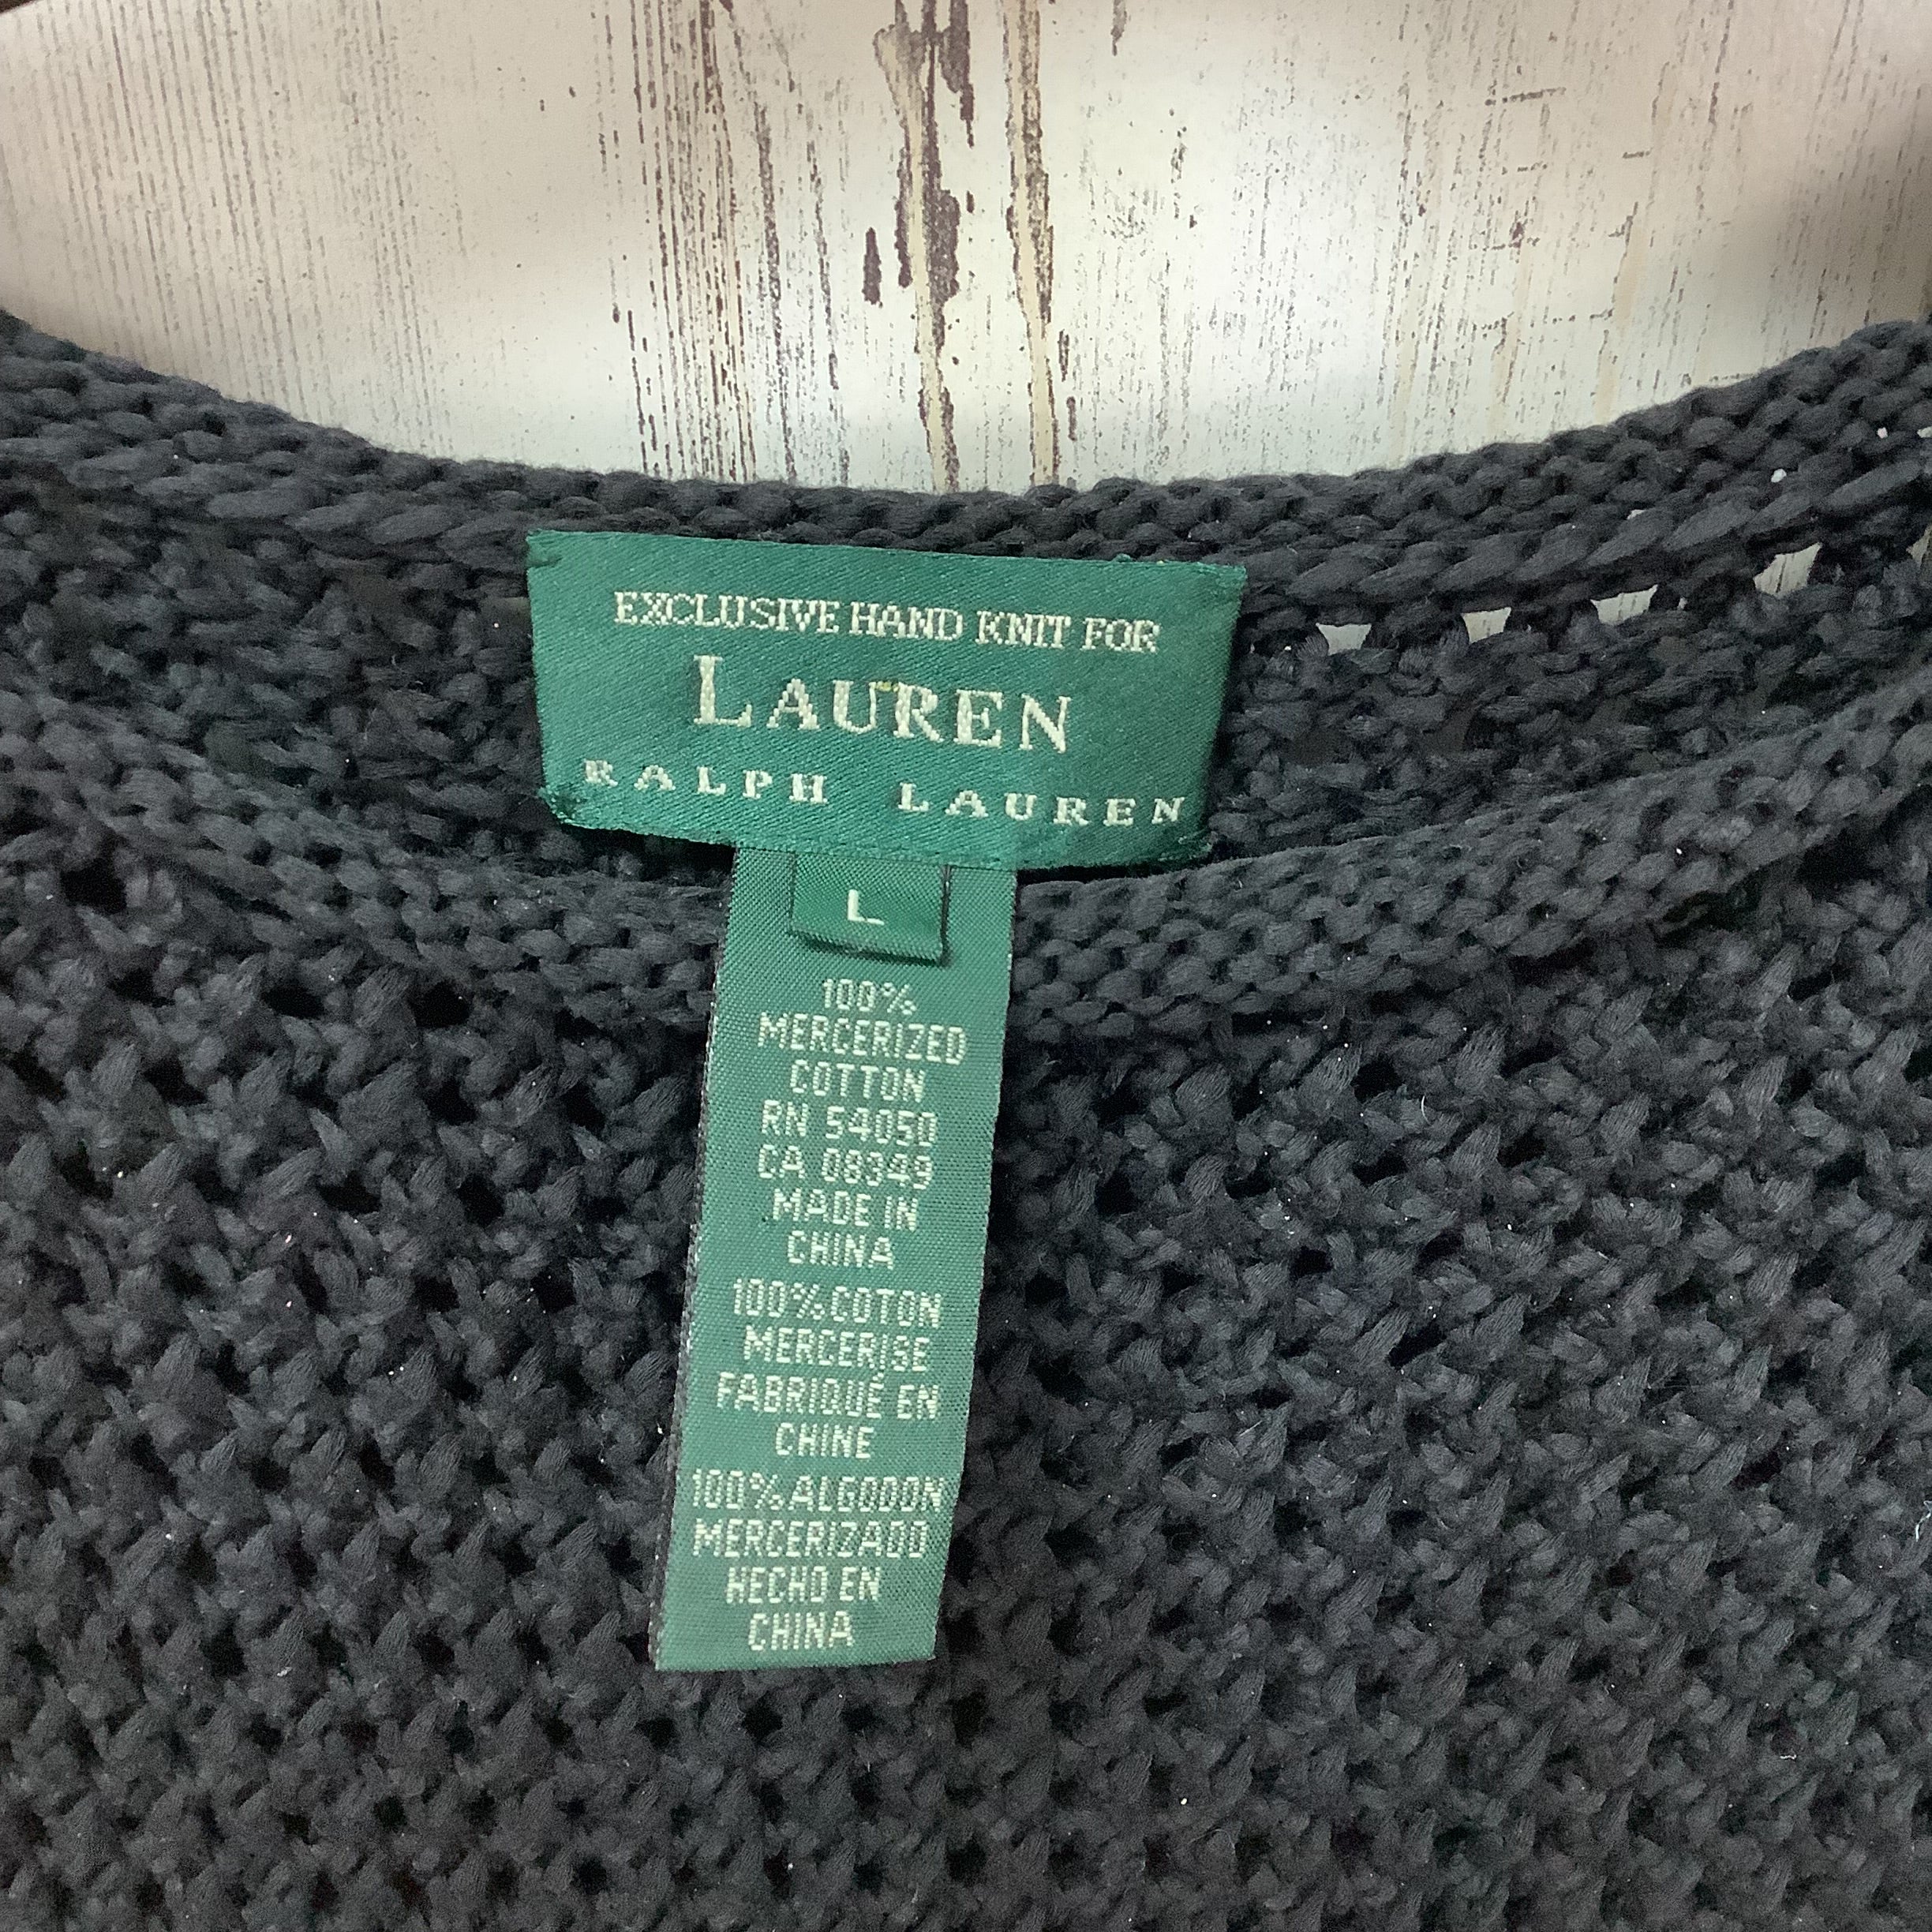 EXCLUSIVE HAND KNIT FOR
LAUREN
RALPH LAUREN
L
100%
MERCERIZED
COTTON
RN 54050
CA 08349
MADE IN
CHINA
100% COTON
MERCERISE
FABRIQUÉ EN
CHINE
100% ALGODON
MERCERIZADO
HECHO EN
CHINA